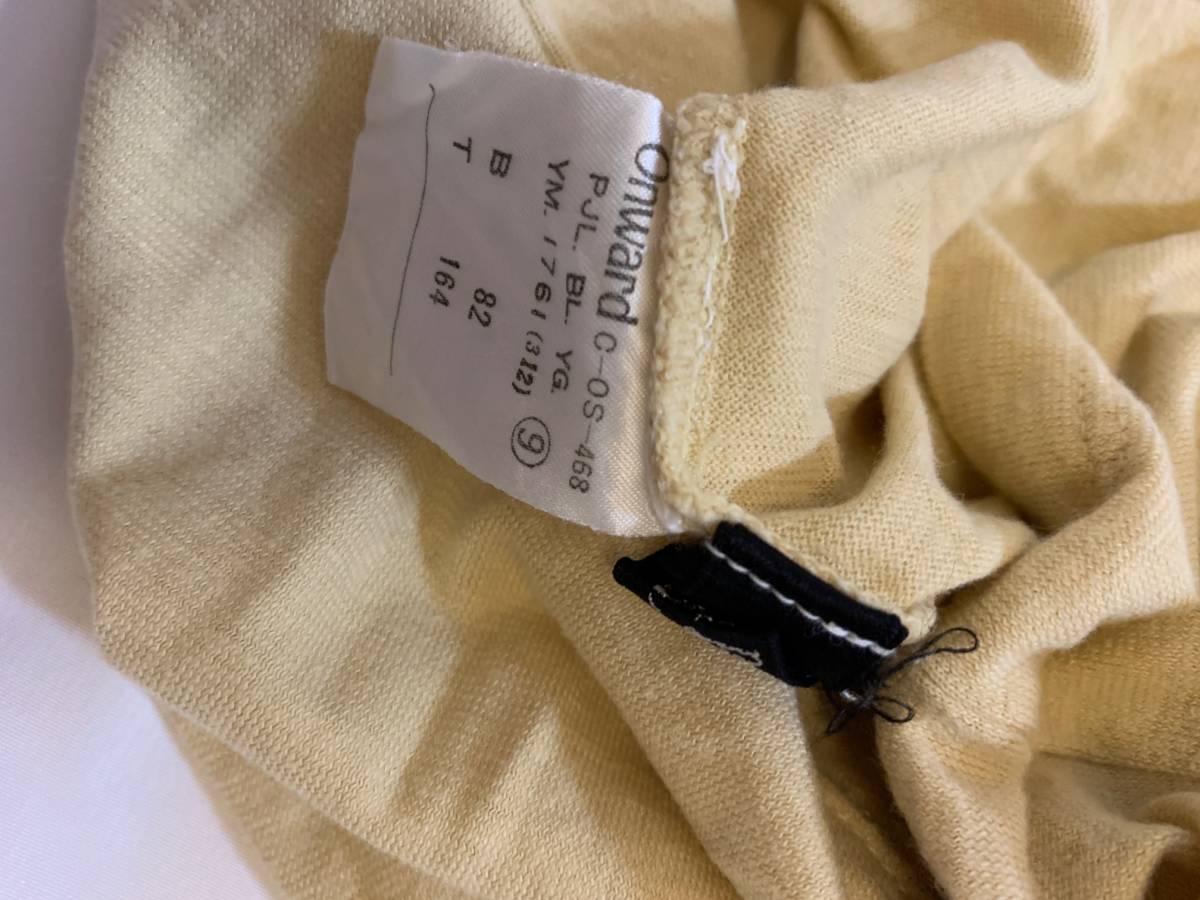 Onward C-OS-468
PJL. BL. YG.
YM. 1761(312) ⑨
B 82
T 164